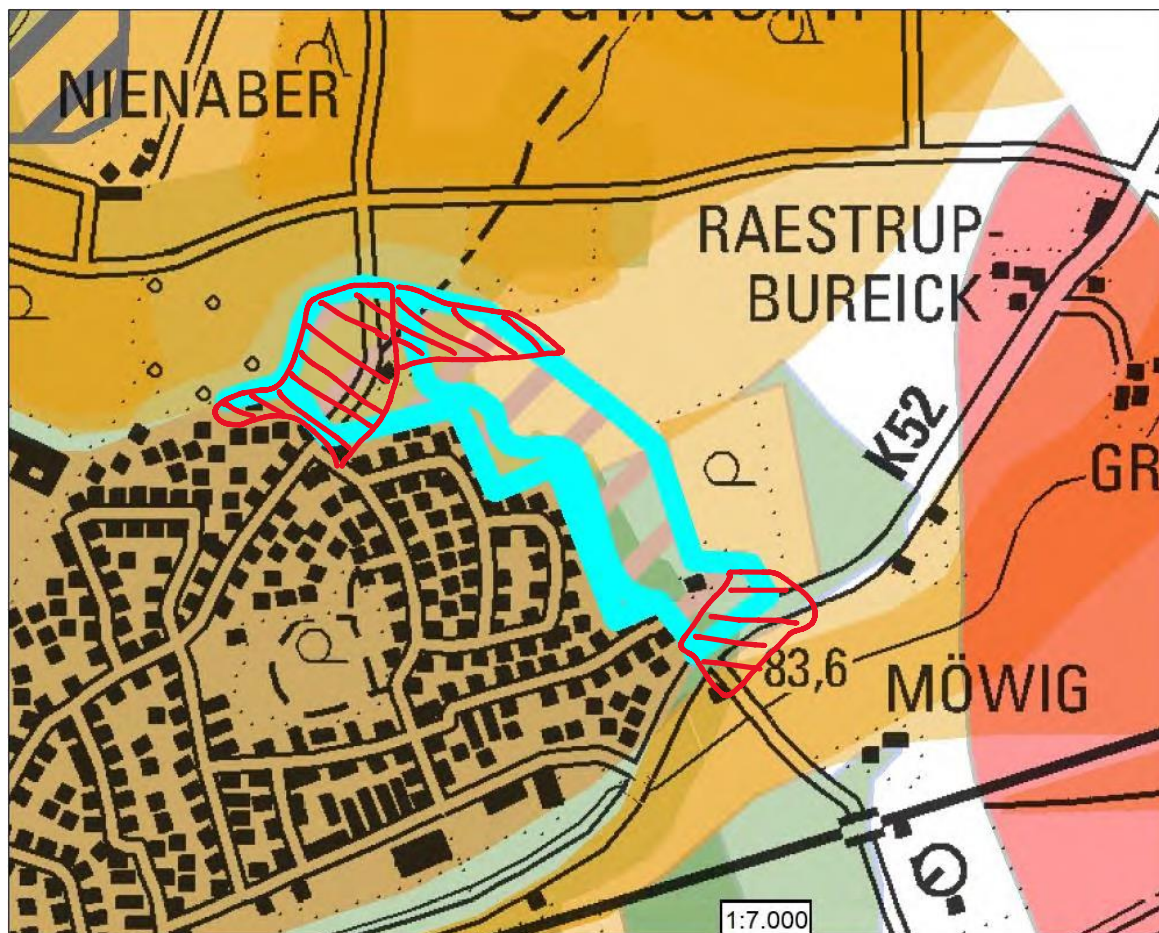 NIENABER
RAESTRUP-
BUREICK
K52
GR
83,6
MÖWIG
1:7.000